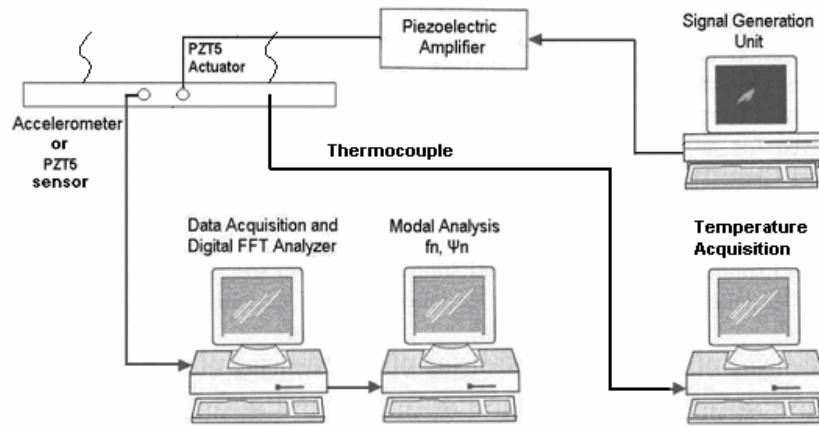 Piezoelectric
Amplifier
Signal Generation
Unit
PZT5
Actuator
Accelerometer
or
PZT5
sensor
Thermocouple
Data Acquisition and
Digital FFT Analyzer
Modal Analysis
fn, Ψn
Temperature
Acquisition